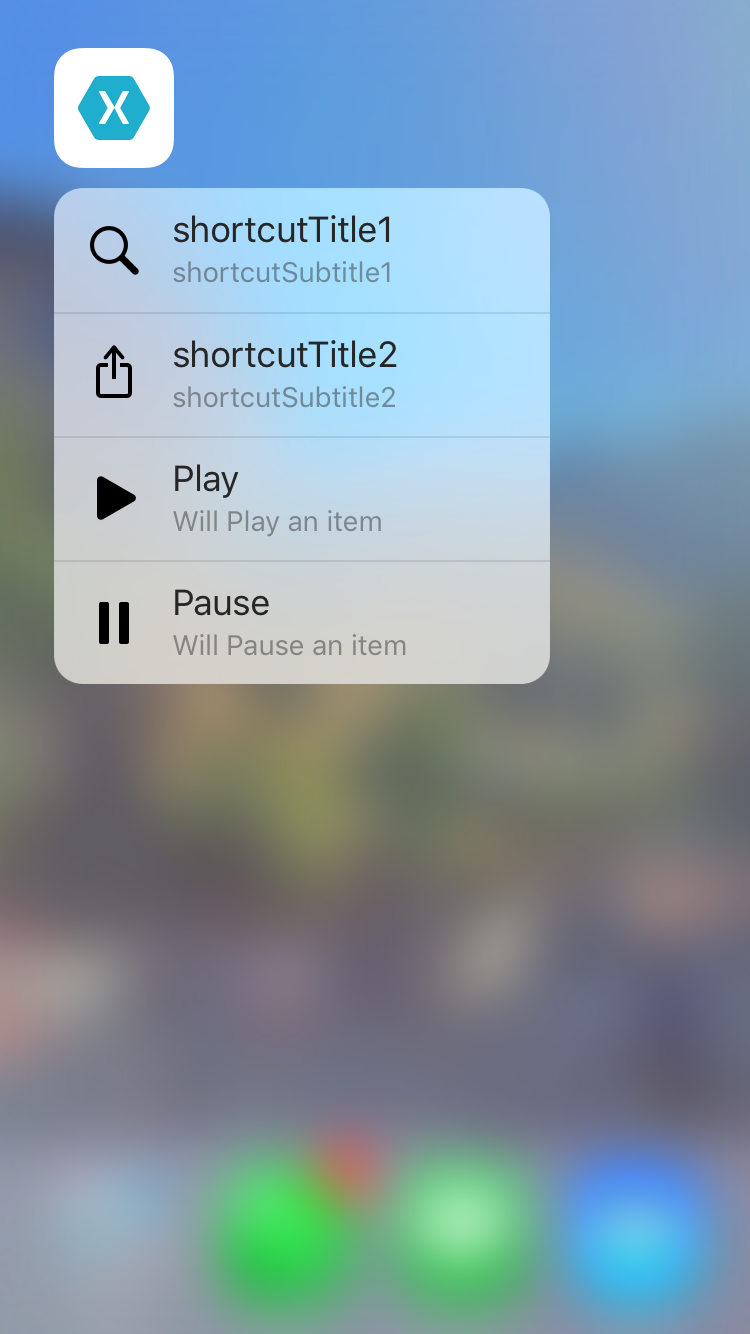 X
shortcutTitle1
shortcutSubtitle1
shortcutTitle2
shortcutSubtitle2
Play
Will Play an item
Pause
Will Pause an item